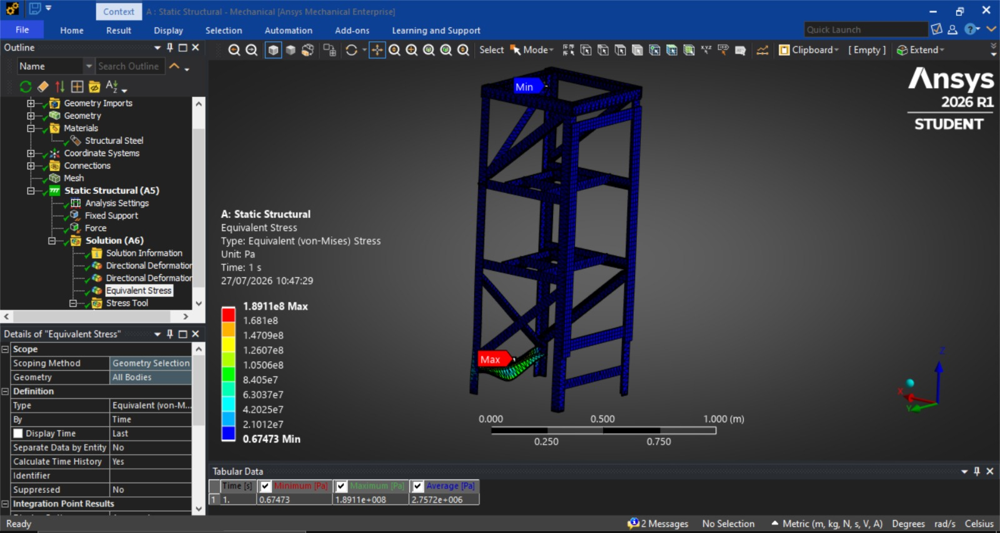 Context
A : Static Structural - Mechanical [Ansys Mechanical Enterprise]
File Home Result Display Selection Automation Add-ons Learning and Support
Quick Launch
Outline
Name Search Outline
Select Mode Clipboard [ Empty ] Extend
Geometry Imports
Geometry
Materials
Structural Steel
Coordinate Systems
Connections
Mesh
Static Structural (A5)
Analysis Settings
Fixed Support
Force
Solution (A6)
Solution Information
Directional Deformation
Directional Deformation
Equivalent Stress
Stress Tool
Details of "Equivalent Stress"
Scope
Scoping Method Geometry Selection
Geometry All Bodies
Definition
Type Equivalent (von-M...
By Time
Display Time Last
Separate Data by Entity No
Calculate Time History Yes
Identifier
Suppressed No
Integration Point Results
Ansys
2026 R1
STUDENT
Min
A: Static Structural
Equivalent Stress
Type: Equivalent (von-Mises) Stress
Unit: Pa
Time: 1 s
27/07/2026 10:47:29
1.8911e8 Max
1.681e8
1.4709e8
1.2607e8
1.0506e8
8.405e7
6.3037e7
4.2025e7
2.1012e7
0.67473 Min
Max
Z
X
Y
0.000 0.500 1.000 (m)
0.250 0.750
Tabular Data
Time [s] Minimum [Pa] Maximum [Pa] Average [Pa]
1 1. 0.67473 1.8911e+008 2.7572e+006
Ready
2 Messages No Selection Metric (m, kg, N, s, V, A) Degrees rad/s Celsius